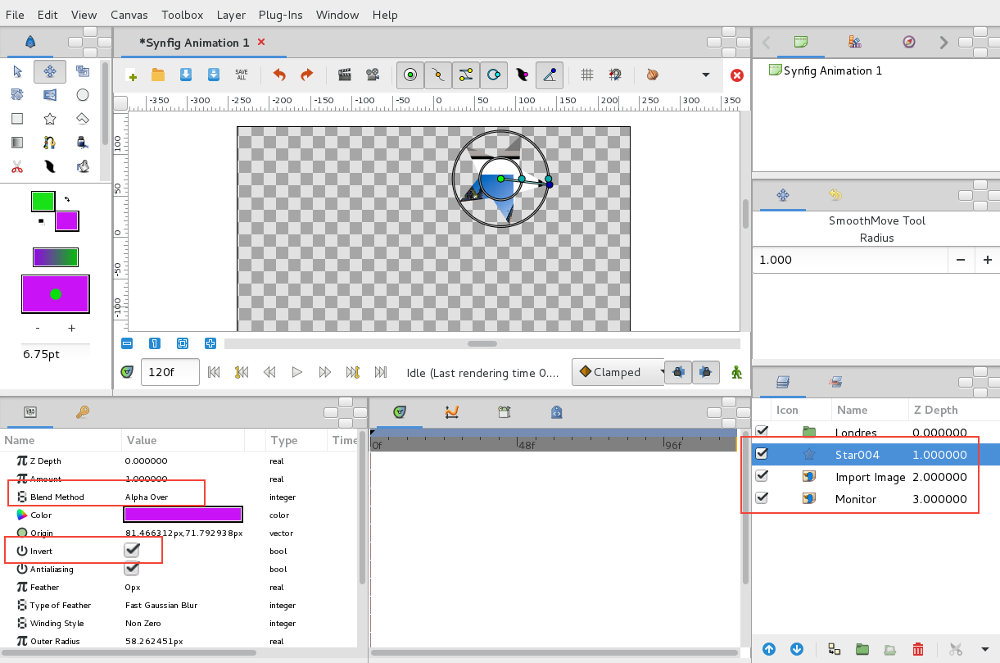 File Edit View Canvas Toolbox Layer Plug-Ins Window Help
*Synfig Animation 1
SAVE ALL
-350 -300 -250 -200 -150 -100 -50 0 50 100 150 200 250 300 350
100
50
0
-50
-100
- +
6.75pt
120f
Idle (Last rendering time 0....
Clamped
Synfig Animation 1
SmoothMove Tool
Radius
1.000 − +
Icon Name Z Depth
Londres 0.000000
Star004 1.000000
Import Image 2.000000
Monitor 3.000000
Name Value Type Time
Z Depth 0.000000 real
Amount 1.000000 real
Blend Method Alpha Over integer
Color color
Origin 81.466312px,71.792938px vector
Invert bool
Antialiasing bool
Feather 0px real
Type of Feather Fast Gaussian Blur integer
Winding Style Non Zero integer
Outer Radius 58.262451px real
0f 48f 96f